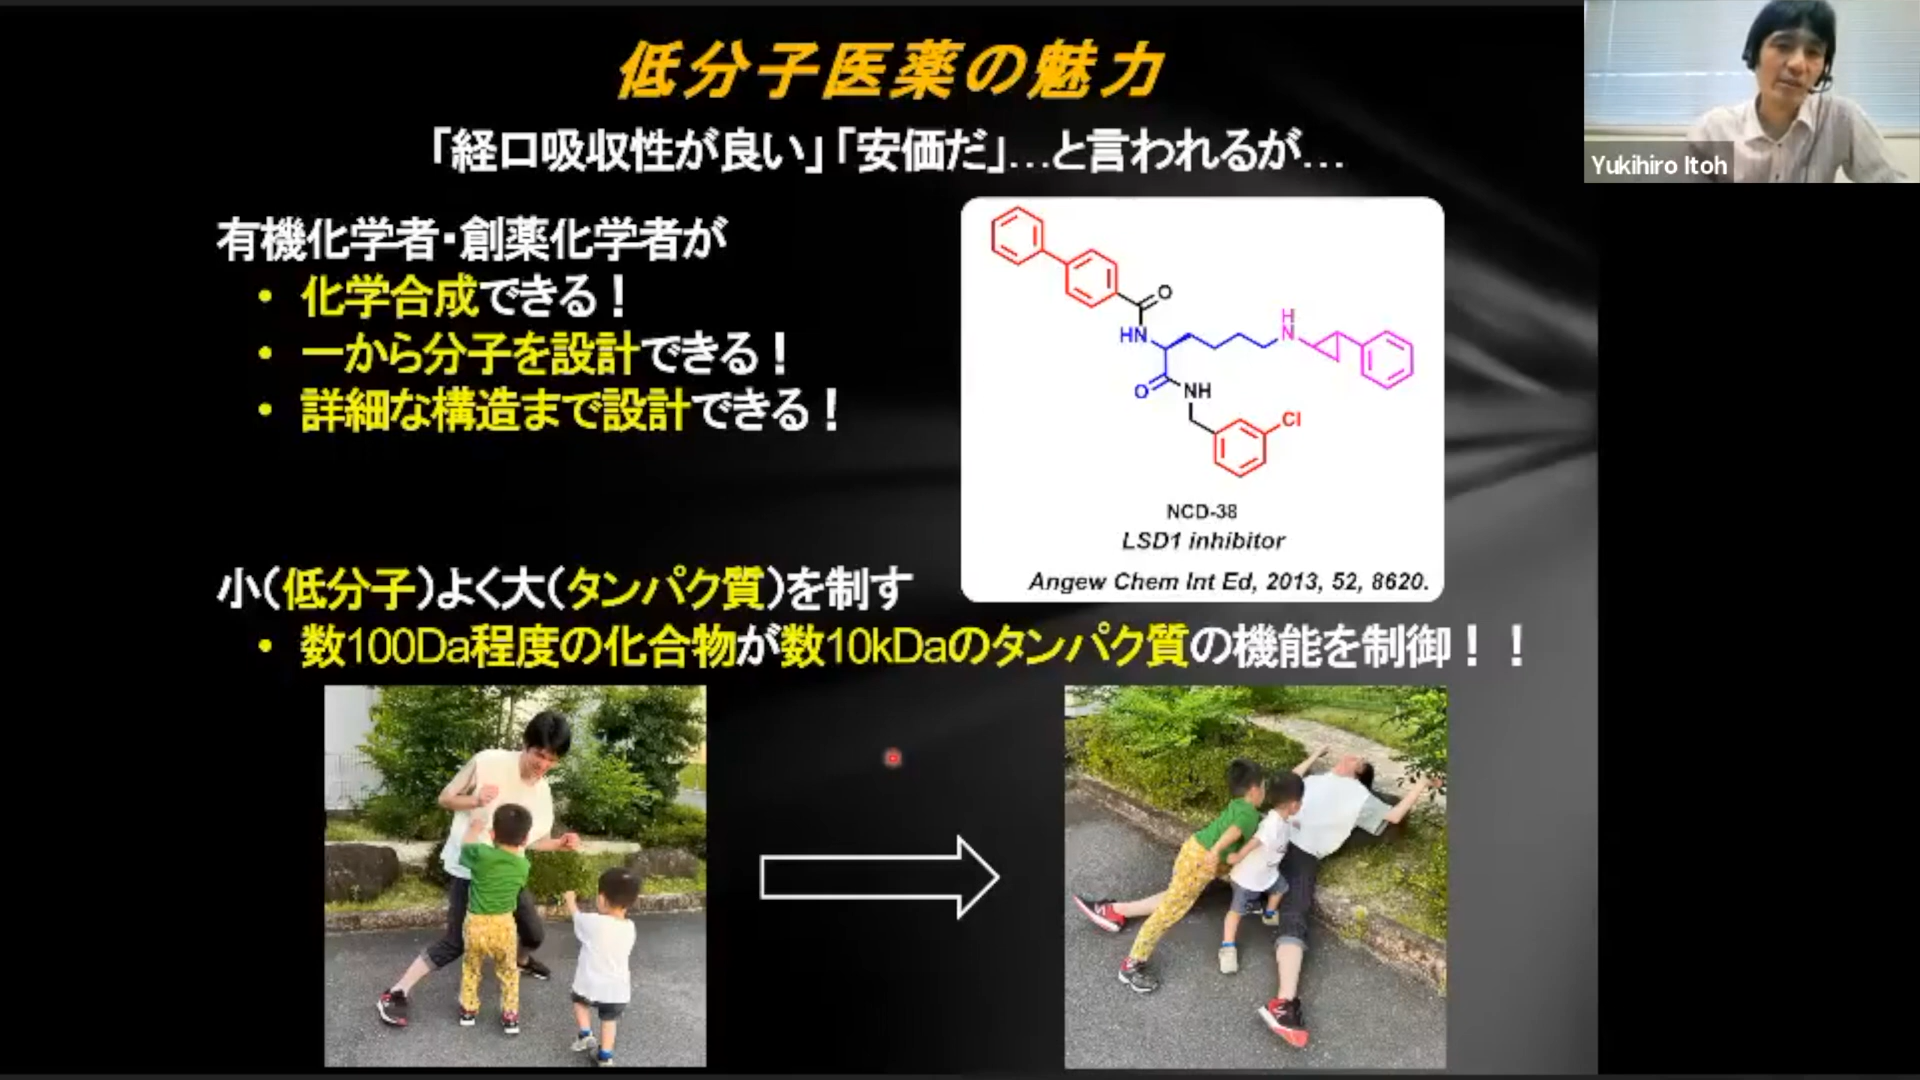 低分子医薬の魅力
「経口吸収性が良い」「安価だ」…と言われるが…
Yukihiro Itoh
有機化学者・創薬化学者が
• 化学合成できる！
• 一から分子を設計できる！
• 詳細な構造まで設計できる！
O
HN
H
N
O
NH
Cl
NCD-38
LSD1 inhibitor
Angew Chem Int Ed, 2013, 52, 8620.
小（低分子）よく大（タンパク質）を制す
• 数100Da程度の化合物が数10kDaのタンパク質の機能を制御！！